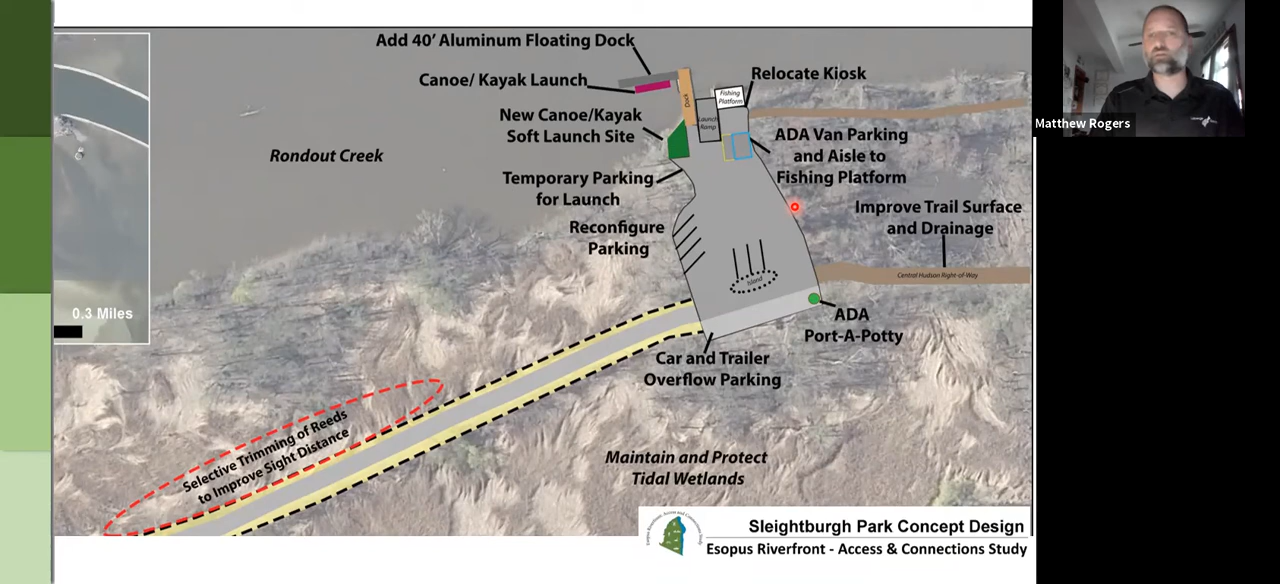 Add 40' Aluminum Floating Dock
Canoe/ Kayak Launch
Relocate Kiosk
Fishing
Platform
Dock
Launch
Ramp
New Canoe/Kayak
Soft Launch Site
Matthew Rogers
ADA Van Parking
and Aisle to
Fishing Platform
Rondout Creek
Temporary Parking
for Launch
Improve Trail Surface
and Drainage
Reconfigure
Parking
Central Hudson Right-of-Way
Island
0.3 Miles
ADA
Port-A-Potty
Car and Trailer
Overflow Parking
Selective Trimming of Reeds
to Improve Sight Distance
Maintain and Protect
Tidal Wetlands
Sleightburgh Park Concept Design
Esopus Riverfront - Access & Connections Study